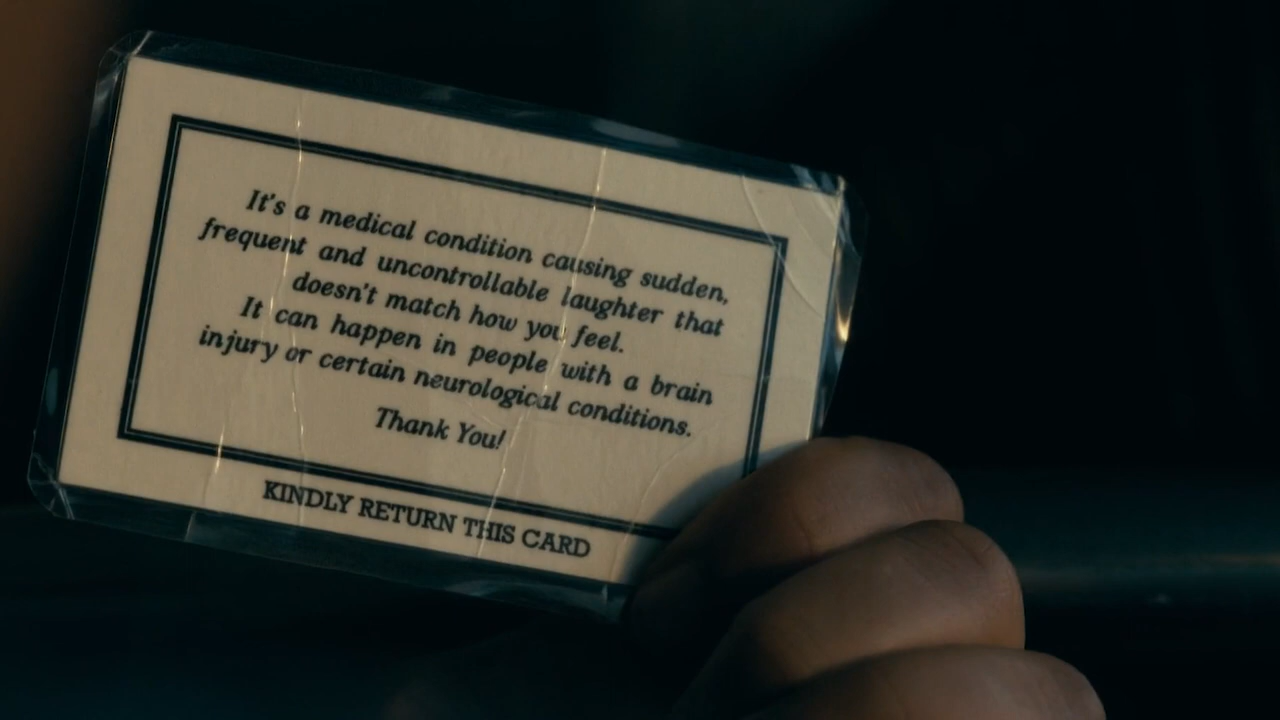 It's a medical condition causing sudden,
frequent and uncontrollable laughter that
doesn't match how you feel.
It can happen in people with a brain
injury or certain neurological conditions.
Thank You!
KINDLY RETURN THIS CARD